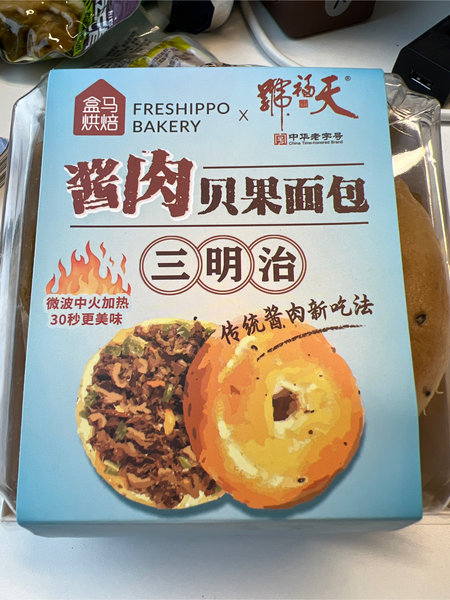 盒马
烘焙
FRESHIPPO
BAKERY
X
號福天®
中华老字号
China Time-honored Brand
酱肉贝果面包
三明治
微波中火加热
30秒更美味
传统酱肉新吃法